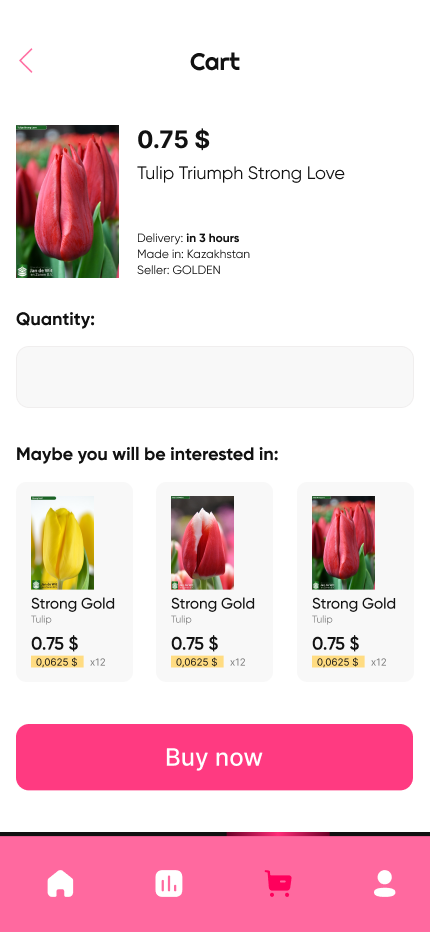 Cart
0.75 $
Tulip Triumph Strong Love
Delivery: in 3 hours
Made in: Kazakhstan
Seller: GOLDEN
Quantity:
Maybe you will be interested in:
Strong Gold
Tulip
0.75 $
0,0625 $ x12
Strong Gold
Tulip
0.75 $
0,0625 $ x12
Strong Gold
Tulip
0.75 $
0,0625 $ x12
Buy now